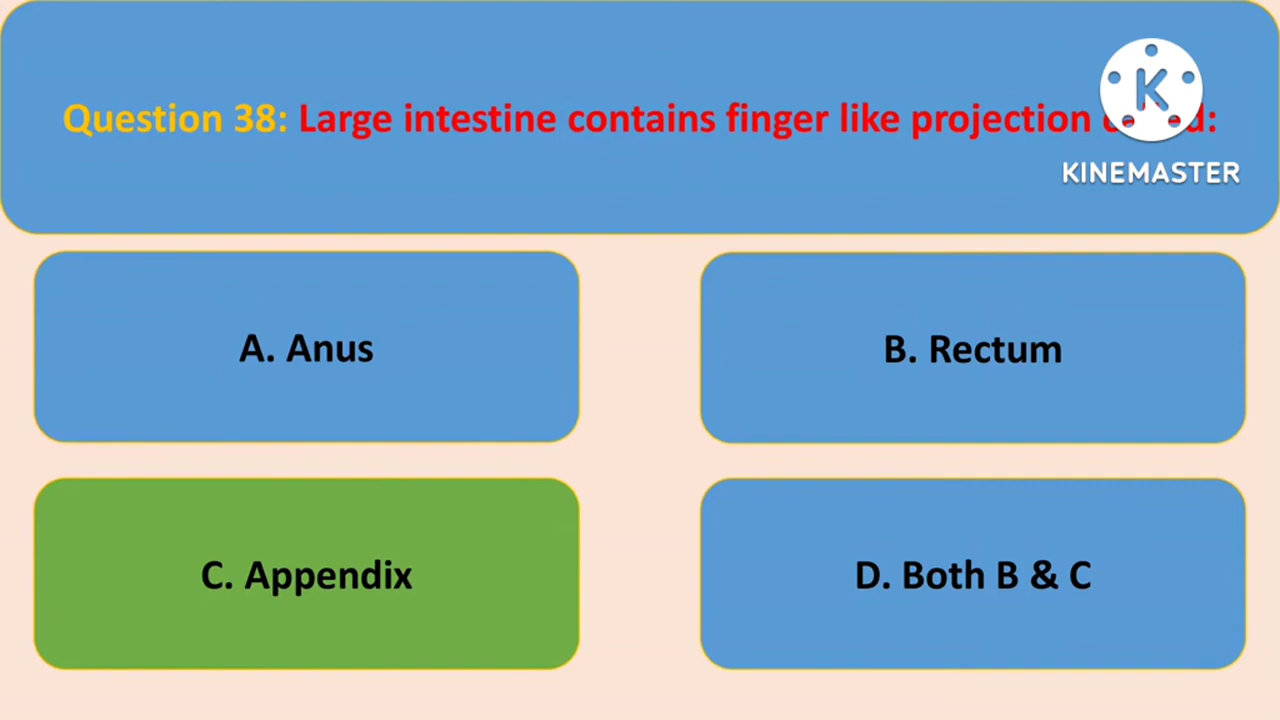 Question 38: Large intestine contains finger like projection
K
KINEMASTER
A. Anus
B. Rectum
C. Appendix
D. Both B & C